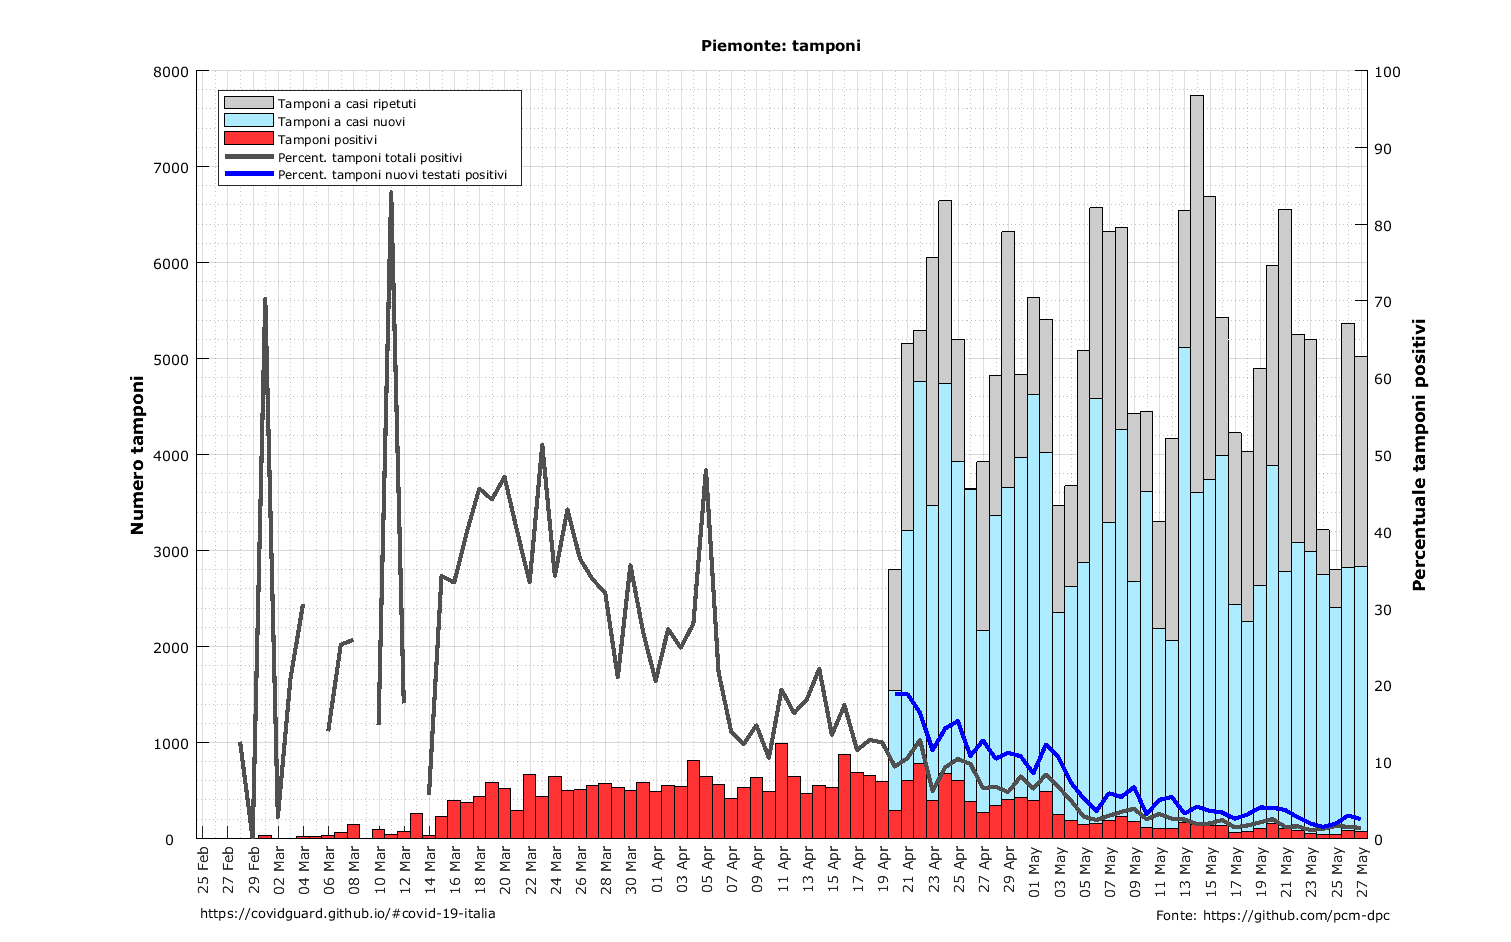 Piemonte: tamponi
8000
7000
6000
5000
4000
3000
2000
1000
0
Numero tamponi
Tamponi a casi ripetuti
Tamponi a casi nuovi
Tamponi positivi
Percent. tamponi totali positivi
Percent. tamponi nuovi testati positivi
100
90
80
70
60
50
40
30
20
10
0
Percentuale tamponi positivi
25 Feb
27 Feb
29 Feb
02 Mar
04 Mar
06 Mar
08 Mar
10 Mar
12 Mar
14 Mar
16 Mar
18 Mar
20 Mar
22 Mar
24 Mar
26 Mar
28 Mar
30 Mar
01 Apr
03 Apr
05 Apr
07 Apr
09 Apr
11 Apr
13 Apr
15 Apr
17 Apr
19 Apr
21 Apr
23 Apr
25 Apr
27 Apr
29 Apr
01 May
03 May
05 May
07 May
09 May
11 May
13 May
15 May
17 May
19 May
21 May
23 May
25 May
27 May
https://covidguard.github.io/#covid-19-italia
Fonte: https://github.com/pcm-dpc